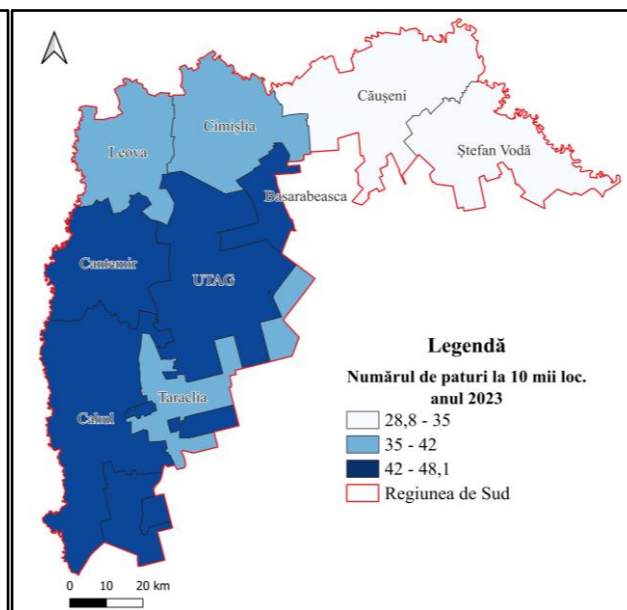 Căușeni
Cimișlia
Leova
Ștefan Vodă
Basarabeasca
Cantemir
UTAG
Taraclia
Cahul
Legendă
Numărul de paturi la 10 mii loc.
anul 2023
28,8 - 35
35 - 42
42 - 48,1
Regiunea de Sud
0 10 20 km